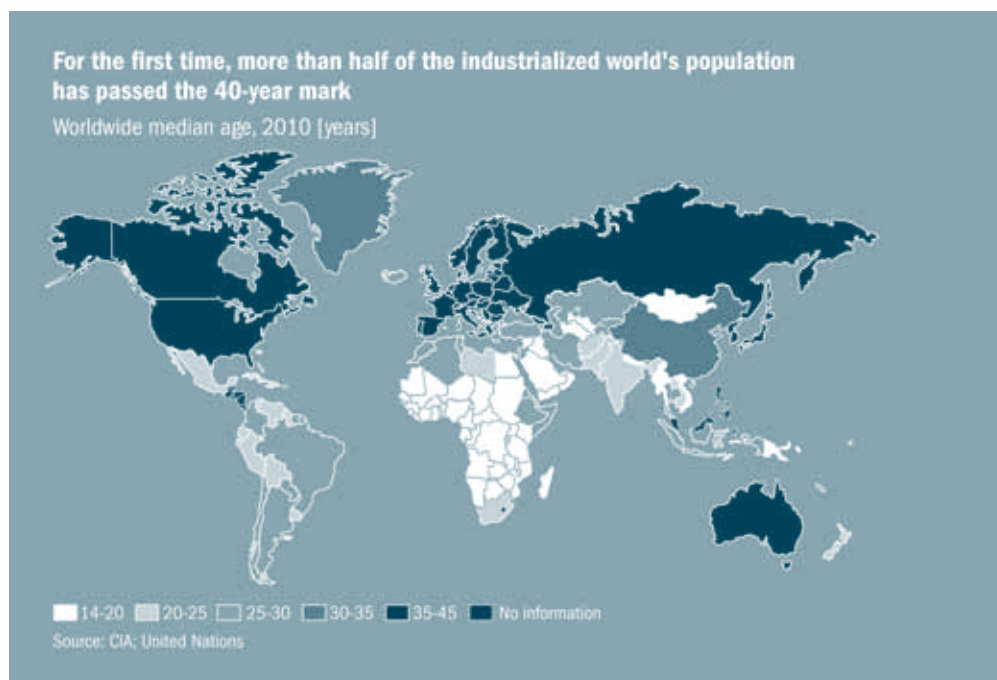 For the first time, more than half of the industrialized world's population
has passed the 40-year mark
Worldwide median age, 2010 [years]
14-20 20-25 25-30 30-35 35-45 No information
Source: CIA; United Nations